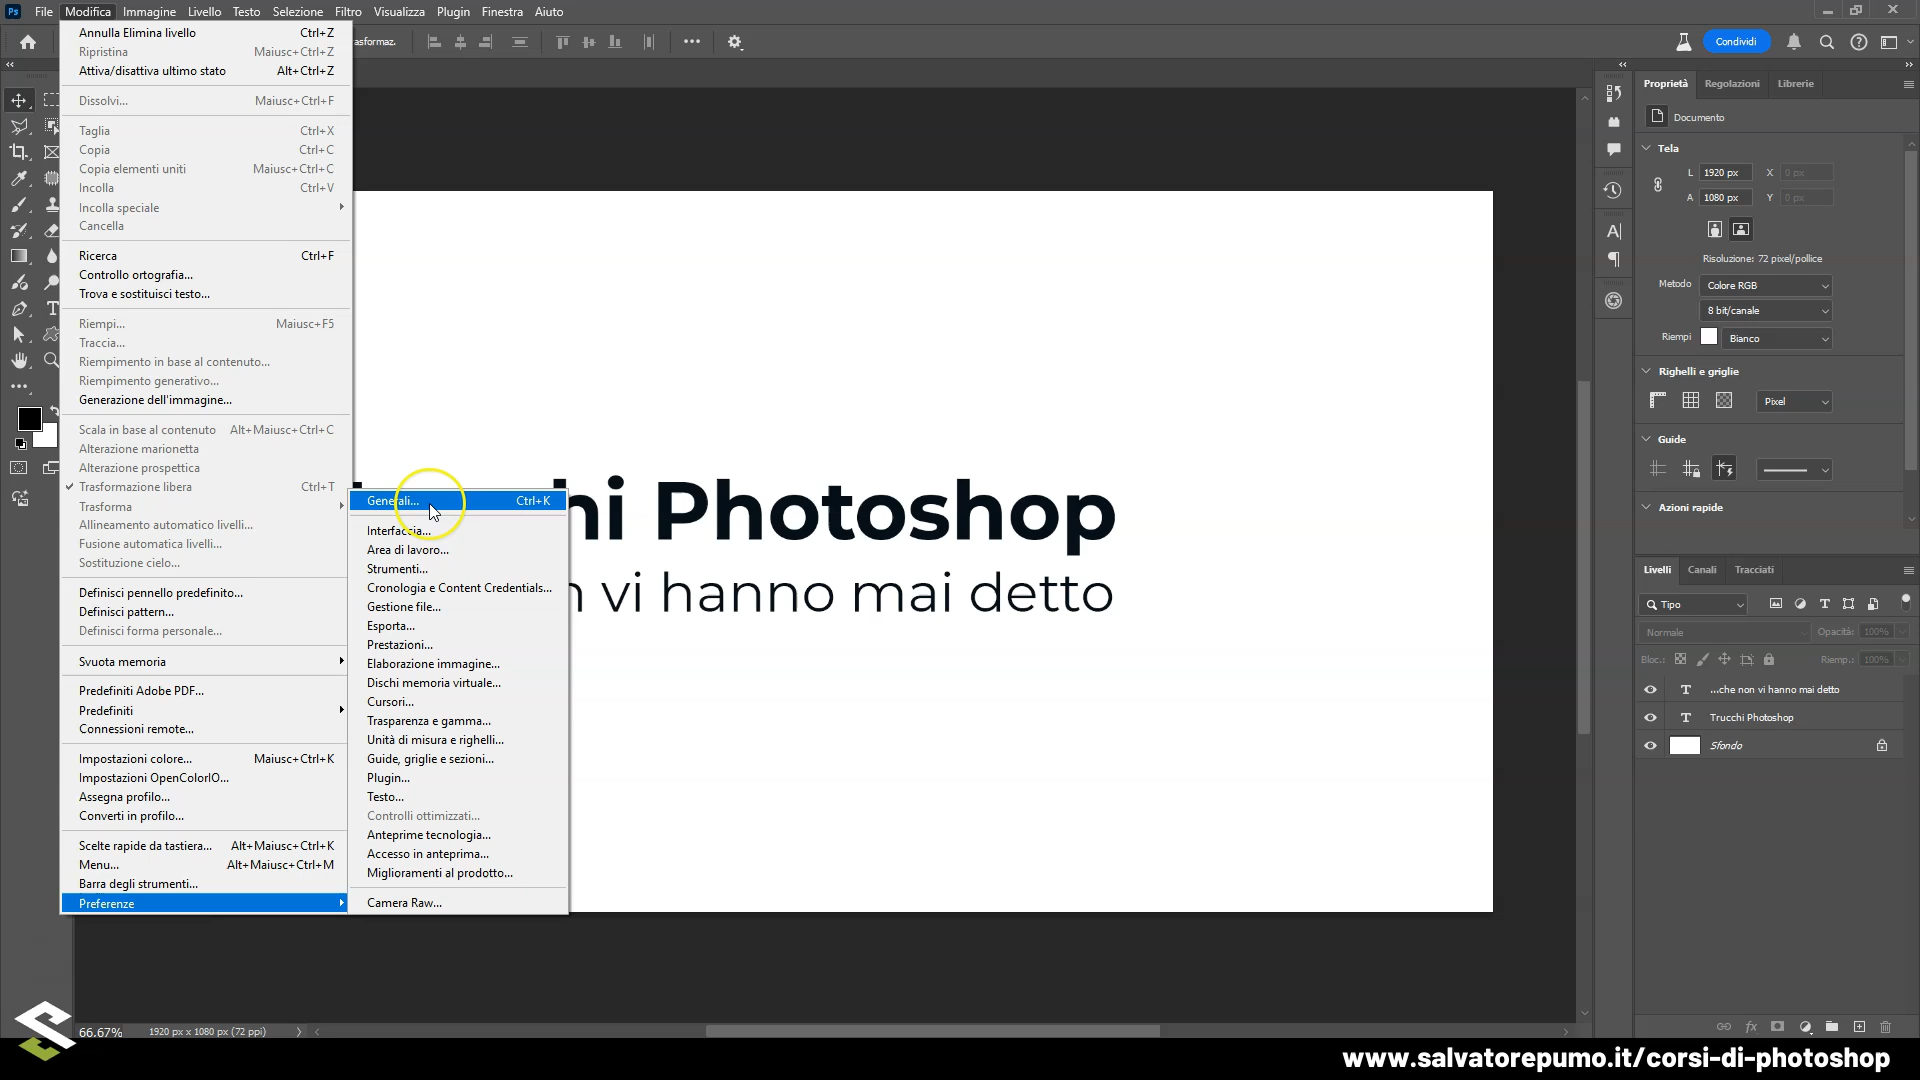 Ps File Modifica Immagine Livello Testo Selezione Filtro Visualizza Plugin Finestra Aiuto
Annulla Elimina livello Ctrl+Z
Ripristina Maiusc+Ctrl+Z
Attiva/disattiva ultimo stato Alt+Ctrl+Z
Dissolvi... Maiusc+Ctrl+F
Taglia Ctrl+X
Copia Ctrl+C
Copia elementi uniti Maiusc+Ctrl+C
Incolla Ctrl+V
Incolla speciale
Cancella
Ricerca Ctrl+F
Controllo ortografia...
Trova e sostituisci testo...
Riempi... Maiusc+F5
Traccia...
Riempimento in base al contenuto...
Riempimento generativo...
Generazione dell'immagine...
Scala in base al contenuto Alt+Maiusc+Ctrl+C
Alterazione marionetta
Alterazione prospettica
Trasformazione libera Ctrl+T
Trasforma
Allineamento automatico livelli...
Fusione automatica livelli...
Sostituzione cielo...
Definisci pennello predefinito...
Definisci pattern...
Definisci forma personale...
Svuota memoria
Predefiniti Adobe PDF...
Predefiniti
Connessioni remote...
Impostazioni colore... Maiusc+Ctrl+K
Impostazioni OpenColorIO...
Assegna profilo...
Converti in profilo...
Scelte rapide da tastiera... Alt+Maiusc+Ctrl+K
Menu... Alt+Maiusc+Ctrl+M
Barra degli strumenti...
Preferenze
Generali... Ctrl+K
Interfaccia...
Area di lavoro...
Strumenti...
Cronologia e Content Credentials...
Gestione file...
Esporta...
Prestazioni...
Elaborazione immagine...
Dischi memoria virtuale...
Cursori...
Trasparenza e gamma...
Unità di misura e righelli...
Guide, griglie e sezioni...
Plugin...
Testo...
Controlli ottimizzati...
Anteprime tecnologia...
Accesso in anteprima...
Miglioramenti al prodotto...
Camera Raw...
asformaz.
Condividi
hi Photoshop
n vi hanno mai detto
Proprietà Regolazioni Librerie
Documento
Tela
L 1920 px X 0 px
A 1080 px Y 0 px
Risoluzione: 72 pixel/pollice
Metodo Colore RGB
8 bit/canale
Riempi Bianco
Righelli e griglie
Pixel
Guide
Azioni rapide
Livelli Canali Tracciati
Tipo
Normale Opacità: 100%
Bloc.: Riemp.: 100%
T ...che non vi hanno mai detto
T Trucchi Photoshop
Sfondo
66,67% 1920 px x 1080 px (72 ppi)
www.salvatorepumo.it/corsi-di-photoshop